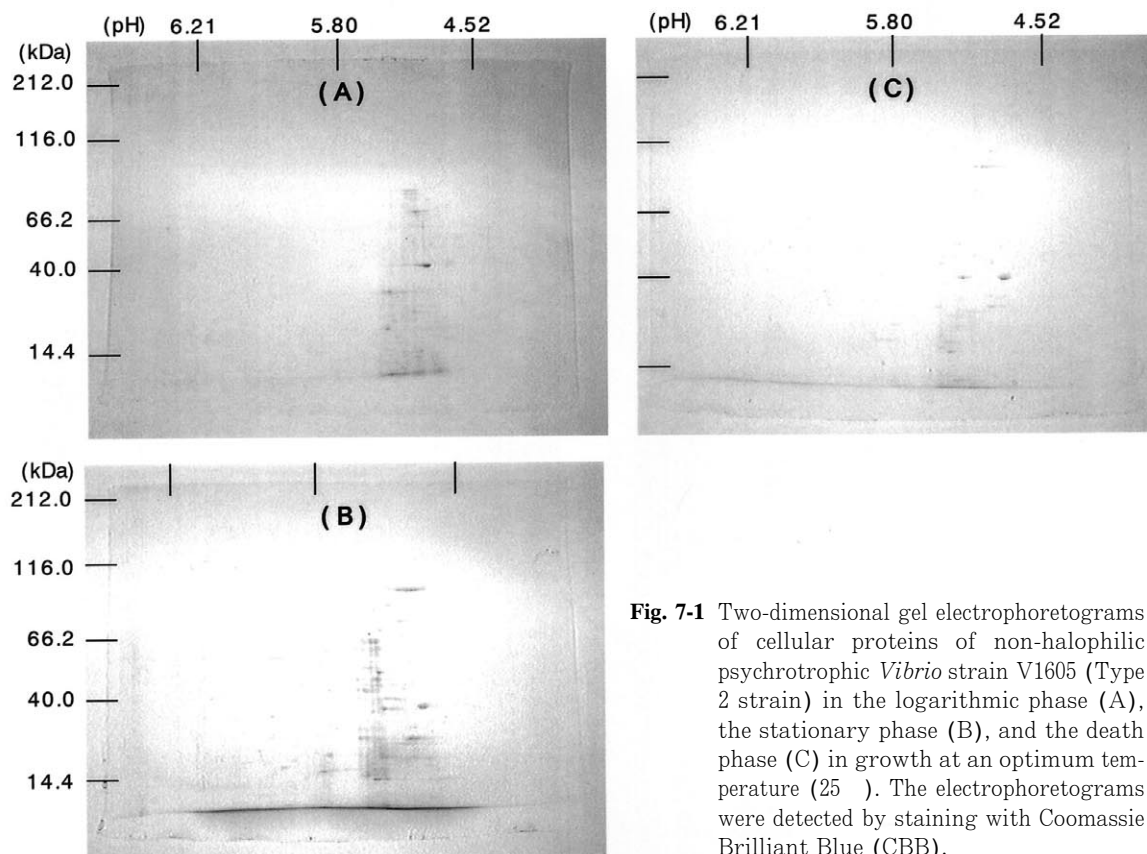 (pH) 6.21 5.80 4.52
(kDa)
212.0
116.0
66.2
40.0
14.4
(A)
(pH) 6.21 5.80 4.52
(C)
(kDa)
212.0
116.0
66.2
40.0
14.4
(B)
Fig. 7-1 Two-dimensional gel electrophoretograms
of cellular proteins of non-halophilic
psychrotrophic Vibrio strain V1605 (Type
2 strain) in the logarithmic phase (A),
the stationary phase (B), and the death
phase (C) in growth at an optimum tem-
perature (25   ). The electrophoretograms
were detected by staining with Coomassie
Brilliant Blue (CBB).